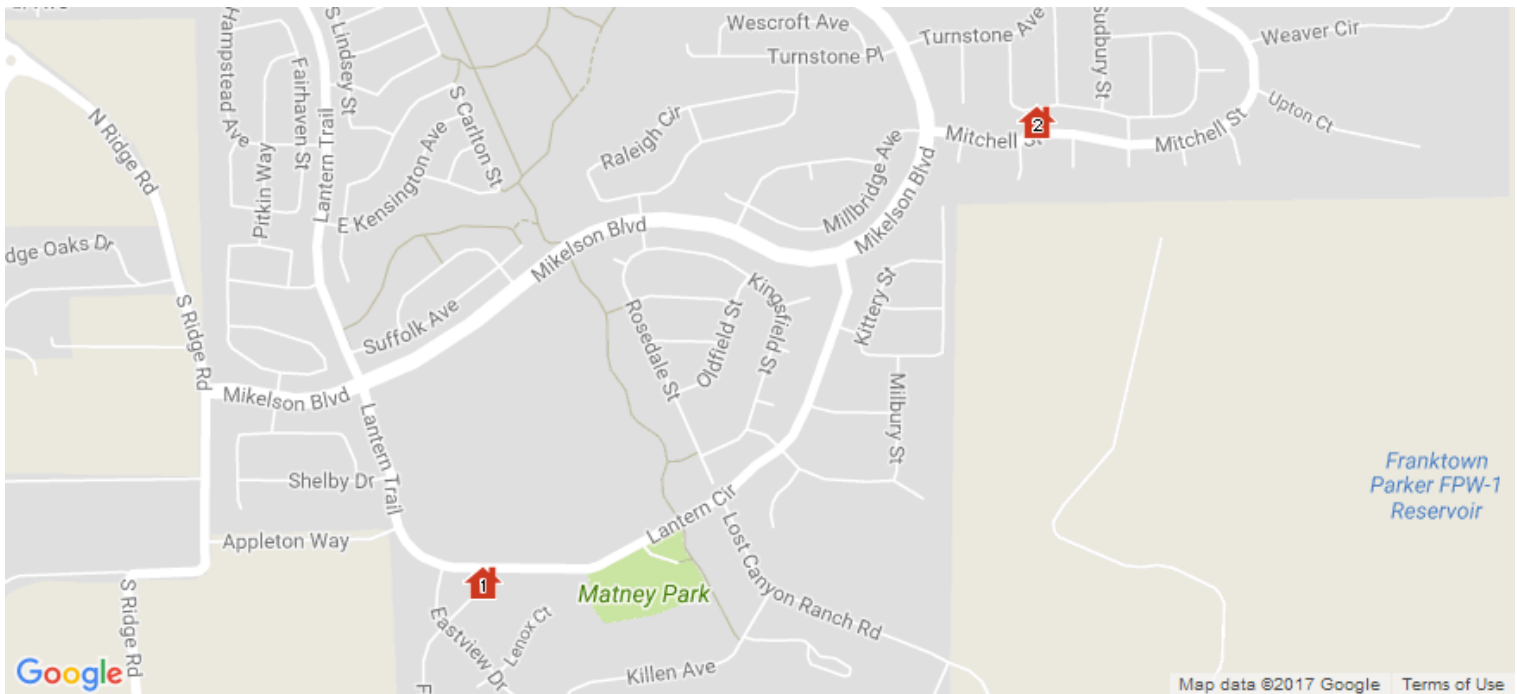 Wescroft Ave
Turnstone Pl
Turnstone Ave
Sudbury St
Weaver Cir
Upton Ct
Mitchell St
Mitchell St
2
S Hampstead Ave
Fairhaven St
S Lindsey St
Lantern Trail
Pitkin Way
S Carlton St
E Kensington Ave
N Ridge Rd
Raleigh Cir
Millbridge Ave
Mikelson Blvd
Mikelson Blvd
dge Oaks Dr
S Ridge Rd
Suffolk Ave
Rosedale St
Oldfield St
Kingsfield St
Kittery St
Milbury St
Mikelson Blvd
Lantern Trail
Shelby Dr
Appleton Way
Lantern Cir
Lost Canyon Ranch Rd
Franktown
Parker FPW-1
Reservoir
1
Matney Park
S Ridge Rd
Eastview Dr
Lenox Ct
Killen Ave
F
Google
Map data ©2017 Google
Terms of Use